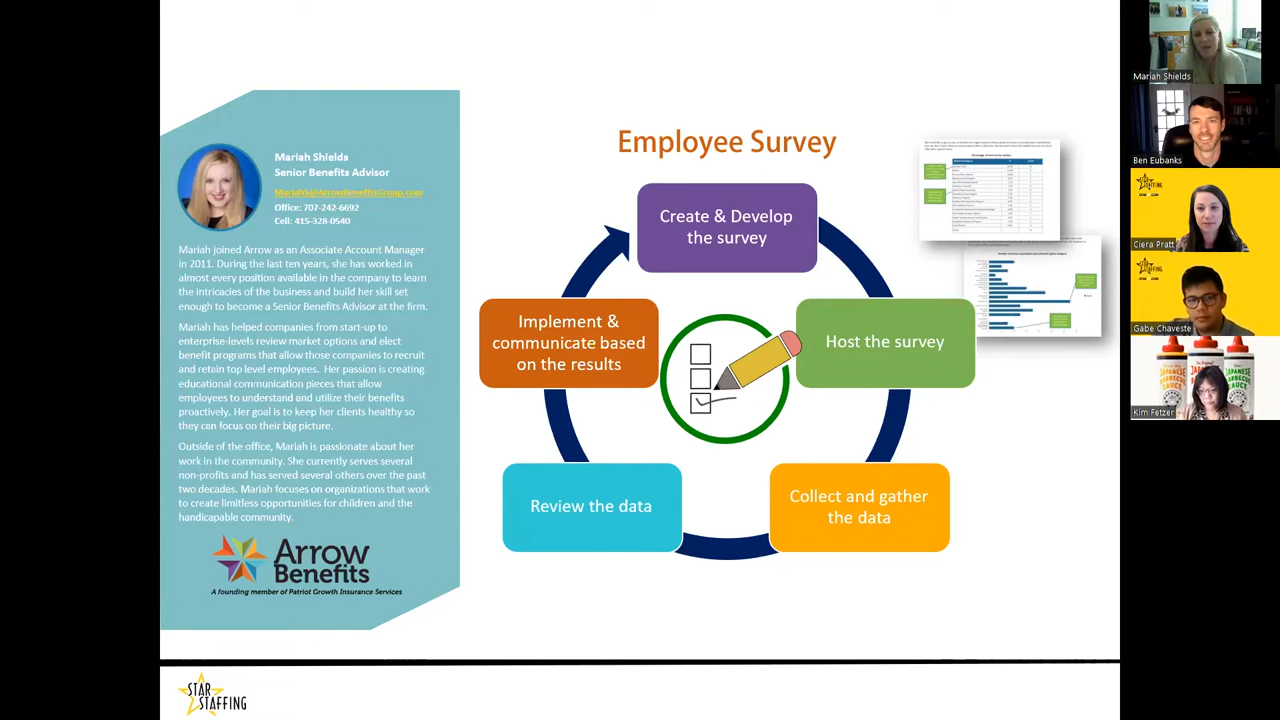 Mariah Shields
Senior Benefits Advisor
Mariah@ArrowBenefitsGroup.com
Office: 707-242-6692
Cell: 415-328-0540
Mariah joined Arrow as an Associate Account Manager
in 2011. During the last ten years, she has worked in
almost every position available in the company to learn
the intricacies of the business and build her skill set
enough to become a Senior Benefits Advisor at the firm.
Mariah has helped companies from start-up to
enterprise-levels review market options and elect
benefit programs that allow those companies to recruit
and retain top level employees. Her passion is creating
educational communication pieces that allow
employees to understand and utilize their benefits
proactively. Her goal is to keep her clients healthy so
they can focus on their big picture.
Outside of the office, Mariah is passionate about her
work in the community. She currently serves several
non-profits and has served several others over the past
two decades. Mariah focuses on organizations that work
to create limitless opportunities for children and the
handicapable community.
Arrow
Benefits
A founding member of Patriot Growth Insurance Services
Employee Survey
Create & Develop
the survey
Host the survey
Collect and gather
the data
Review the data
Implement &
communicate based
on the results
STAR
STAFFING
Mariah Shields
Ben Eubanks
STAR
STAFFING
Ciera Pratt
STAR
STAFFING
Gabe Chaveste
JAPANESE
BARBECUE
SAUCE
Kim Fetzer